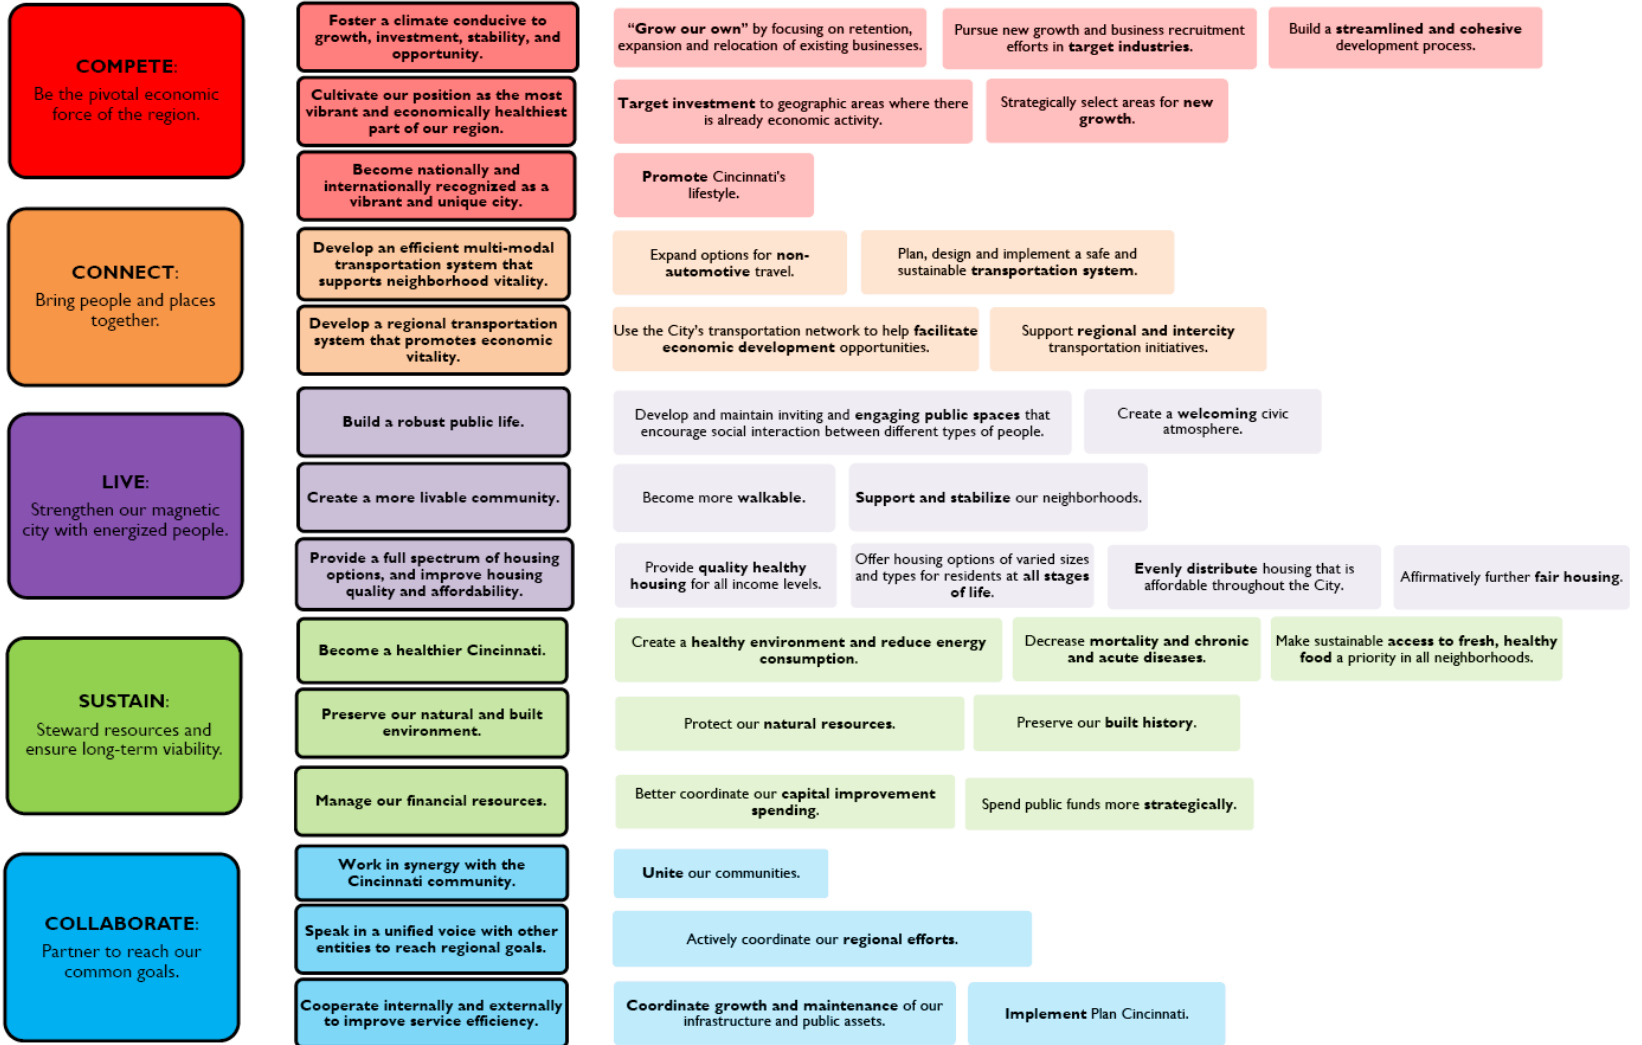 COMPETE:
Be the pivotal economic
force of the region.
Foster a climate conducive to
growth, investment, stability, and
opportunity.
“Grow our own” by focusing on retention,
expansion and relocation of existing businesses.
Pursue new growth and business recruitment
efforts in target industries.
Build a streamlined and cohesive
development process.
Cultivate our position as the most
vibrant and economically healthiest
part of our region.
Target investment to geographic areas where there
is already economic activity.
Strategically select areas for new
growth.
Become nationally and
internationally recognized as a
vibrant and unique city.
Promote Cincinnati's
lifestyle.
CONNECT:
Bring people and places
together.
Develop an efficient multi-modal
transportation system that
supports neighborhood vitality.
Expand options for non-
automotive travel.
Plan, design and implement a safe and
sustainable transportation system.
Develop a regional transportation
system that promotes economic
vitality.
Use the City’s transportation network to help facilitate
economic development opportunities.
Support regional and intercity
transportation initiatives.
LIVE:
Strengthen our magnetic
city with energized people.
Build a robust public life.
Develop and maintain inviting and engaging public spaces that
encourage social interaction between different types of people.
Create a welcoming civic
atmosphere.
Create a more livable community.
Become more walkable.
Support and stabilize our neighborhoods.
Provide a full spectrum of housing
options, and improve housing
quality and affordability.
Provide quality healthy
housing for all income levels.
Offer housing options of varied sizes
and types for residents at all stages
of life.
Evenly distribute housing that is
affordable throughout the City.
Affirmatively further fair housing.
SUSTAIN:
Steward resources and
ensure long-term viability.
Become a healthier Cincinnati.
Create a healthy environment and reduce energy
consumption.
Decrease mortality and chronic
and acute diseases.
Make sustainable access to fresh, healthy
food a priority in all neighborhoods.
Preserve our natural and built
environment.
Protect our natural resources.
Preserve our built history.
Manage our financial resources.
Better coordinate our capital improvement
spending.
Spend public funds more strategically.
COLLABORATE:
Partner to reach our
common goals.
Work in synergy with the
Cincinnati community.
Unite our communities.
Speak in a unified voice with other
entities to reach regional goals.
Actively coordinate our regional efforts.
Cooperate internally and externally
to improve service efficiency.
Coordinate growth and maintenance of our
infrastructure and public assets.
Implement Plan Cincinnati.